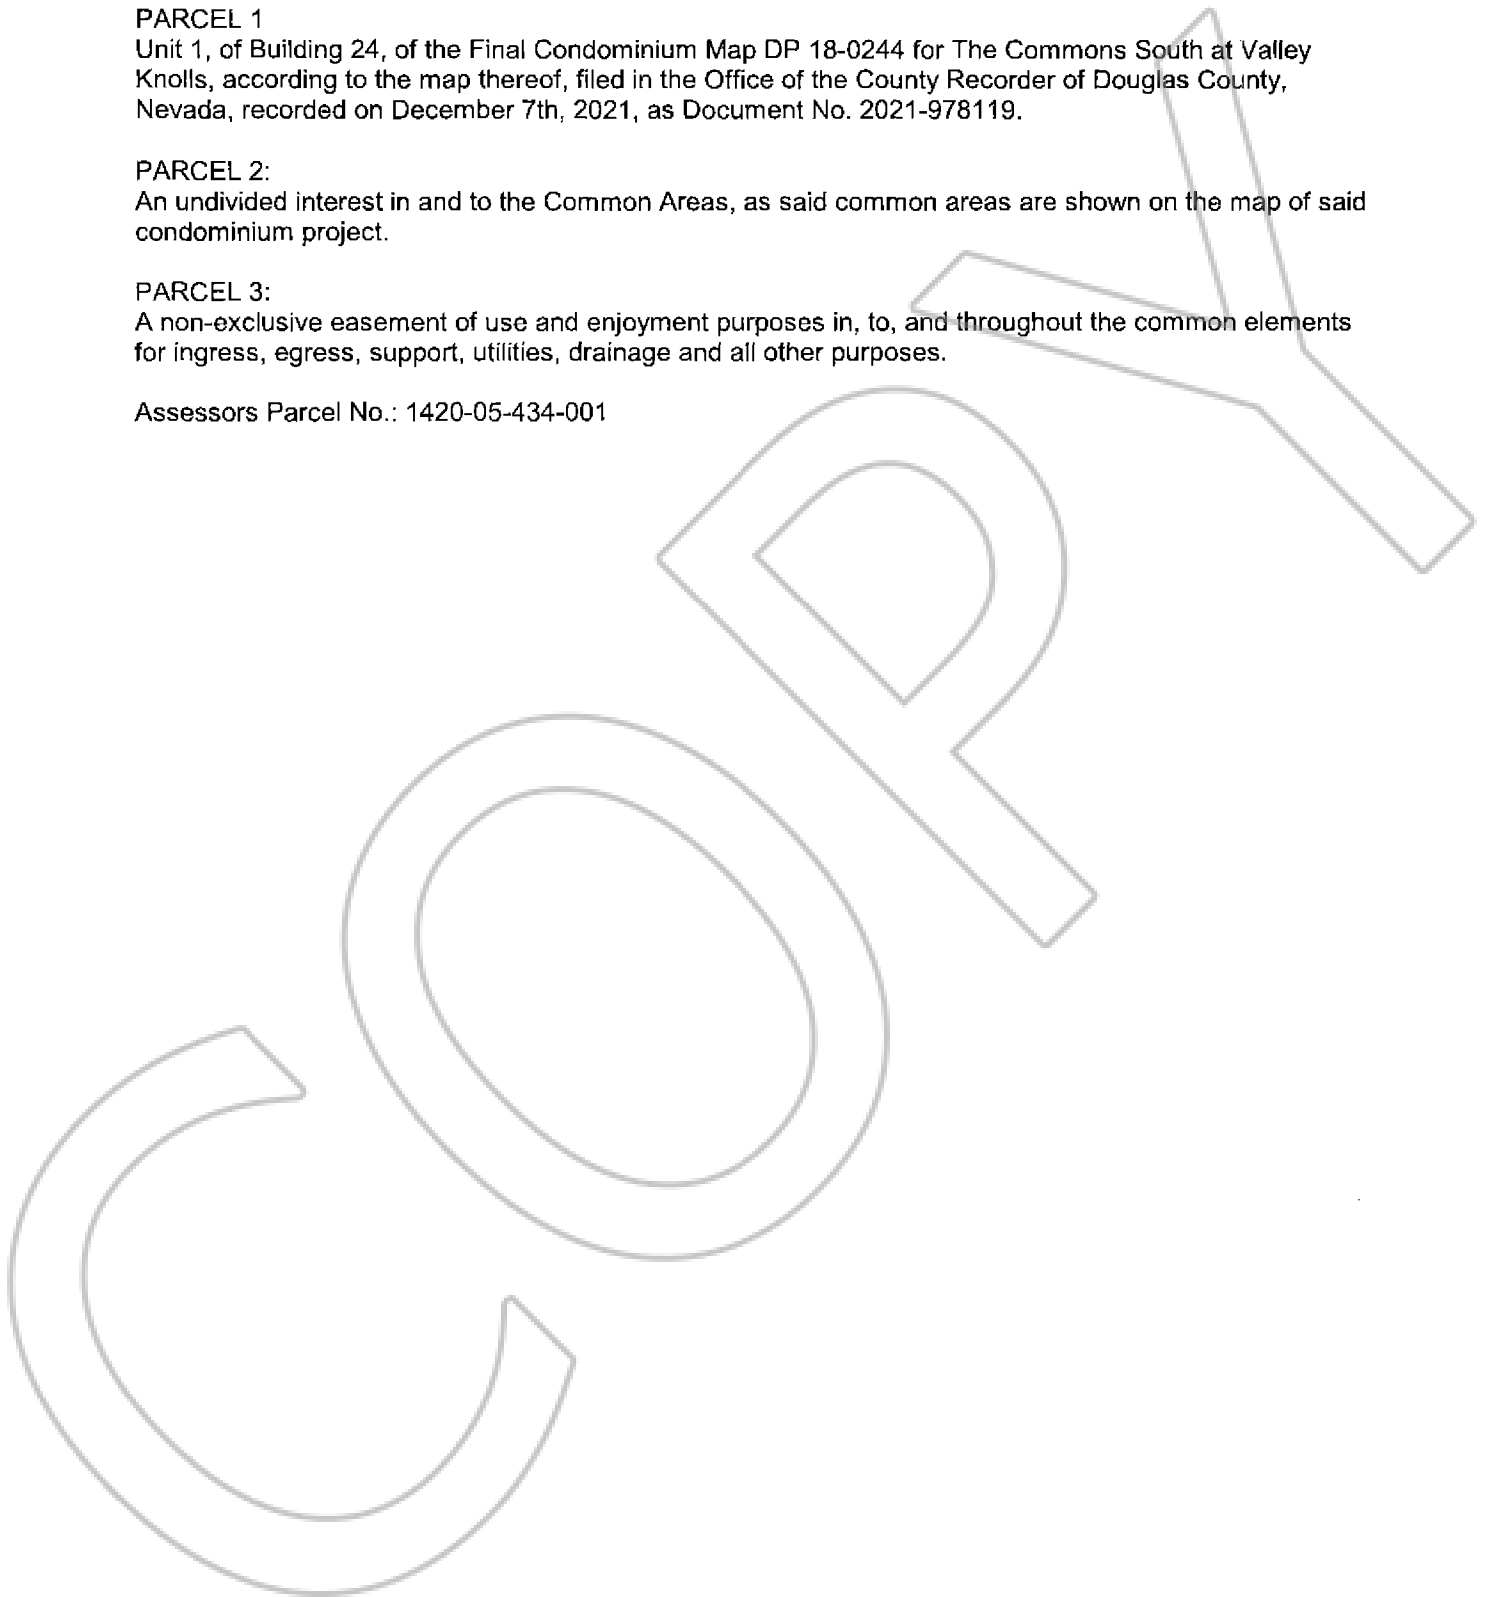 PARCEL 1
Unit 1, of Building 24, of the Final Condominium Map DP 18-0244 for The Commons South at Valley
Knolls, according to the map thereof, filed in the Office of the County Recorder of Douglas County,
Nevada, recorded on December 7th, 2021, as Document No. 2021-978119.
PARCEL 2:
An undivided interest in and to the Common Areas, as said common areas are shown on the map of said
condominium project.
PARCEL 3:
A non-exclusive easement of use and enjoyment purposes in, to, and throughout the common elements
for ingress, egress, support, utilities, drainage and all other purposes.
Assessors Parcel No.: 1420-05-434-001
COPY